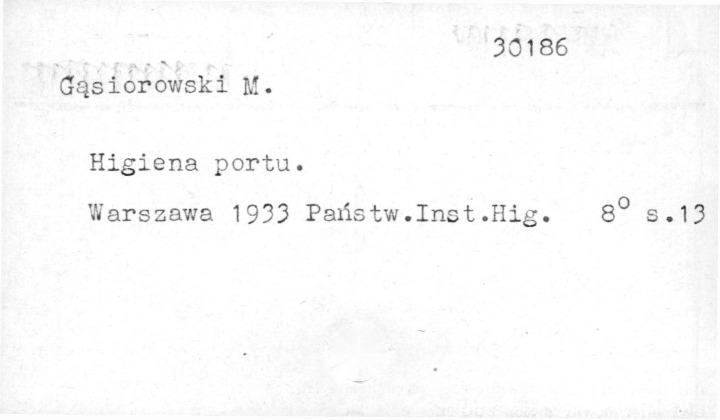 30186
Gąsiorowski M.
Higiena portu.
Warszawa 1933 Państw.Inst.Hig. 8° s.13